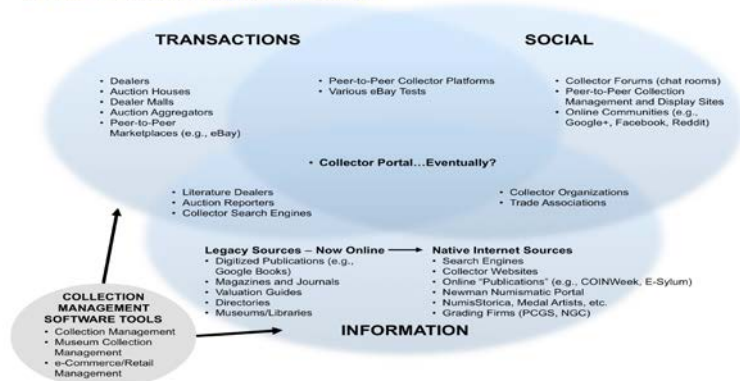 TRANSACTIONS
SOCIAL
• Dealers
• Auction Houses
• Dealer Malls
• Auction Aggregators
• Peer-to-Peer
Marketplaces (e.g., eBay)
• Peer-to-Peer Collector Platforms
• Various eBay Tests
• Collector Forums (chat rooms)
• Peer-to-Peer Collection
Management and Display Sites
• Online Communities (e.g.,
Google+, Facebook, Reddit)
• Collector Portal...Eventually?
• Literature Dealers
• Auction Reporters
• Collector Search Engines
• Collector Organizations
• Trade Associations
Legacy Sources – Now Online
• Digitized Publications (e.g.,
Google Books)
• Magazines and Journals
• Valuation Guides
• Directories
• Museums/Libraries
Native Internet Sources
• Search Engines
• Collector Websites
• Online "Publications" (e.g., COINWeek, E-Sylum)
• Newman Numismatic Portal
• NumisStorica, Medal Artists, etc.
• Grading Firms (PCGS, NGC)
INFORMATION
COLLECTION
MANAGEMENT
SOFTWARE TOOLS
• Collection Management
• Museum Collection
Management
• e-Commerce/Retail
Management